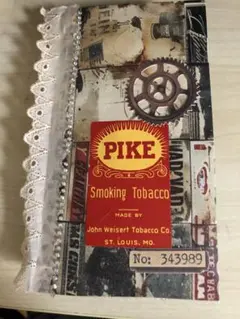 PIKE
Smoking Tobacco
MADE BY
John Weisert Tobacco Co.
ST. LOUIS, MO.
No: 343989